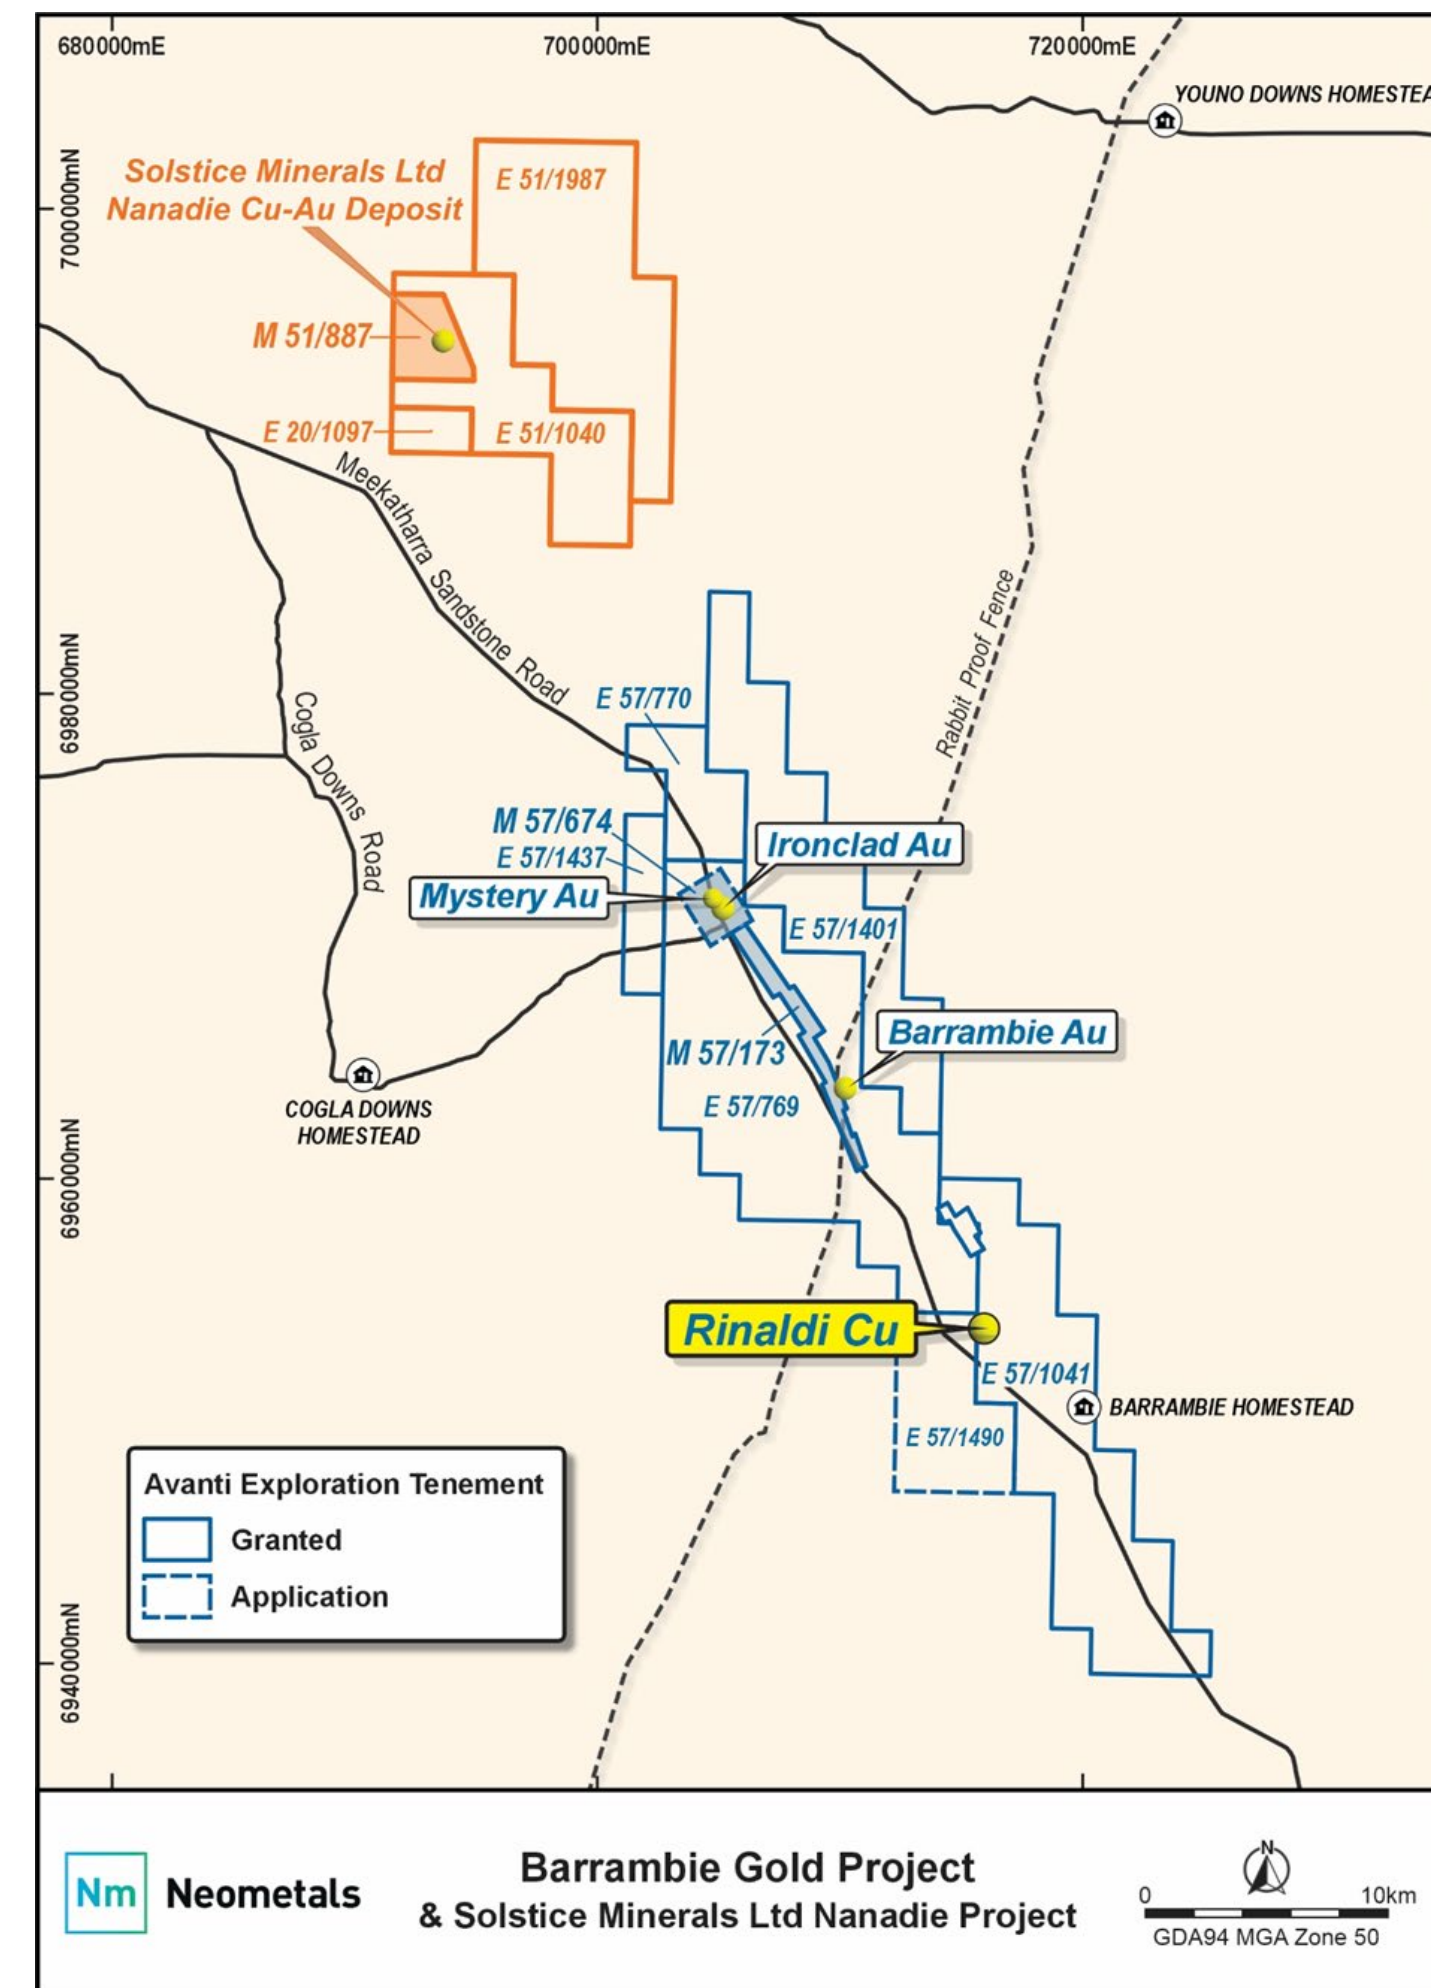 680000mE
700000mE
720000mE
YOUNO DOWNS HOMESTEA
7000000mN
6980000mN
6960000mN
6940000mN
Solstice Minerals Ltd
Nanadie Cu-Au Deposit
E 51/1987
M 51/887
E 20/1097
E 51/1040
Meekatharra Sandstone Road
Rabbit Proof Fence
Cogla Downs Road
E 57/770
M 57/674
E 57/1437
Ironclad Au
Mystery Au
E 57/1401
Barrambie Au
M 57/173
E 57/769
COGLA DOWNS
HOMESTEAD
Rinaldi Cu
E 57/1041
BARRAMBIE HOMESTEAD
E 57/1490
Avanti Exploration Tenement
Granted
Application
Nm Neometals
Barrambie Gold Project
& Solstice Minerals Ltd Nanadie Project
N
0 10km
GDA94 MGA Zone 50